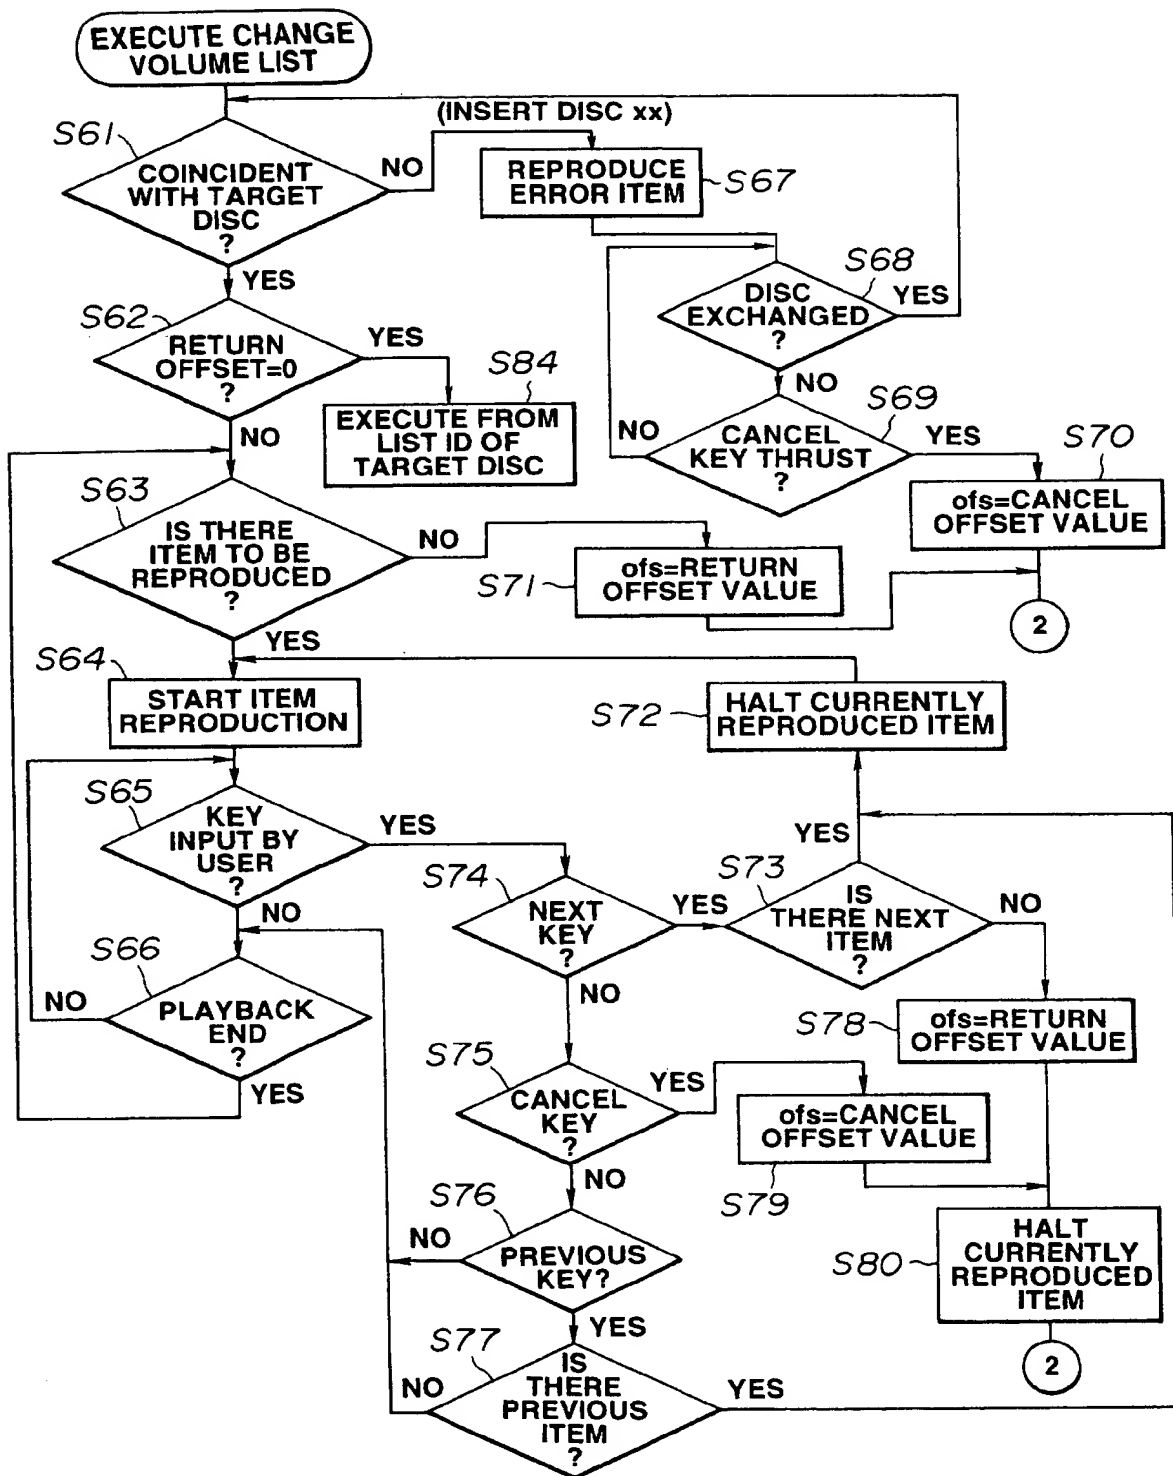 EXECUTE CHANGE
VOLUME LIST
(INSERT DISC xx)
S61
COINCIDENT
WITH TARGET
DISC
?
NO
REPRODUCE
ERROR ITEM
S67
YES
S62
RETURN
OFFSET=0
?
YES
NO
S84
EXECUTE FROM
LIST ID OF
TARGET DISC
S68
DISC
EXCHANGED
?
YES
NO
S69
CANCEL
KEY THRUST
?
NO
YES
S70
ofs=CANCEL
OFFSET VALUE
S63
IS THERE
ITEM TO BE
REPRODUCED
?
NO
S71
ofs=RETURN
OFFSET VALUE
2
YES
S64
START ITEM
REPRODUCTION
S72
HALT CURRENTLY
REPRODUCED ITEM
S65
KEY
INPUT BY
USER
?
YES
NO
S74
NEXT
KEY
?
YES
NO
S73
IS
THERE NEXT
ITEM
?
YES
NO
S66
PLAYBACK
END
?
NO
YES
S78
ofs=RETURN
OFFSET VALUE
S75
CANCEL
KEY
?
YES
NO
ofs=CANCEL
OFFSET VALUE
S79
S76
PREVIOUS
KEY?
NO
YES
S80
HALT
CURRENTLY
REPRODUCED
ITEM
2
S77
IS
THERE
PREVIOUS
ITEM
?
NO
YES